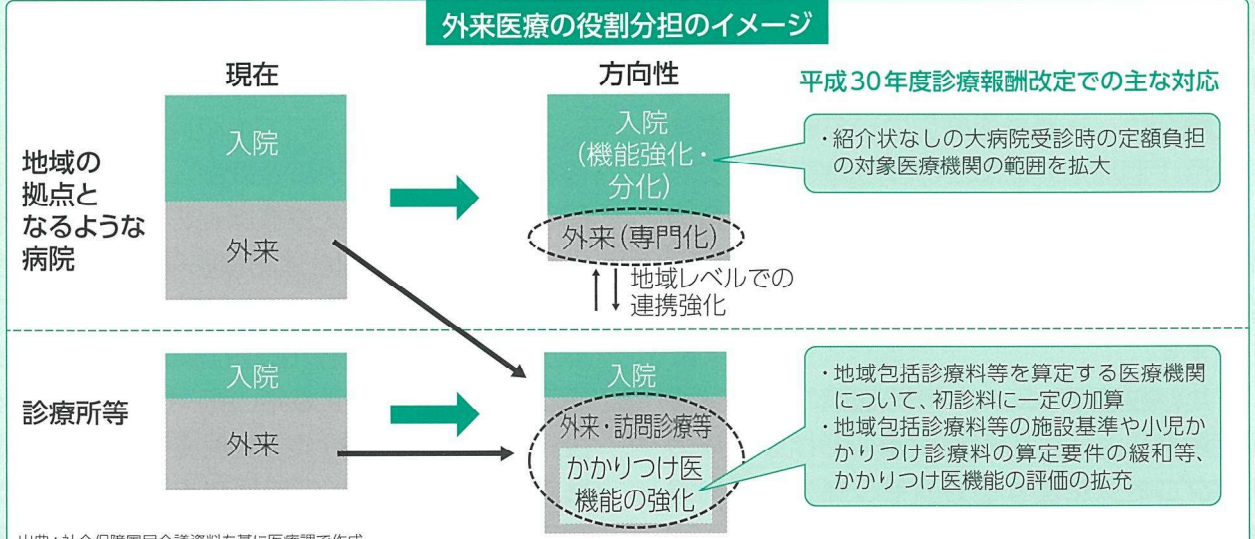 外来医療の役割分担のイメージ
現在
方向性
平成30年度診療報酬改定での主な対応
地域の
拠点と
なるような
病院
入院
外来
入院
(機能強化・
分化)
外来(専門化)
・紹介状なしの大病院受診時の定額負担
の対象医療機関の範囲を拡大
地域レベルでの
連携強化
診療所等
入院
外来
入院
外来・訪問診療等
かかりつけ医
機能の強化
・地域包括診療料等を算定する医療機関
について、初診料に一定の加算
・地域包括診療料等の施設基準や小児か
かりつけ診療料の算定要件の緩和等、
かかりつけ医機能の評価の拡充